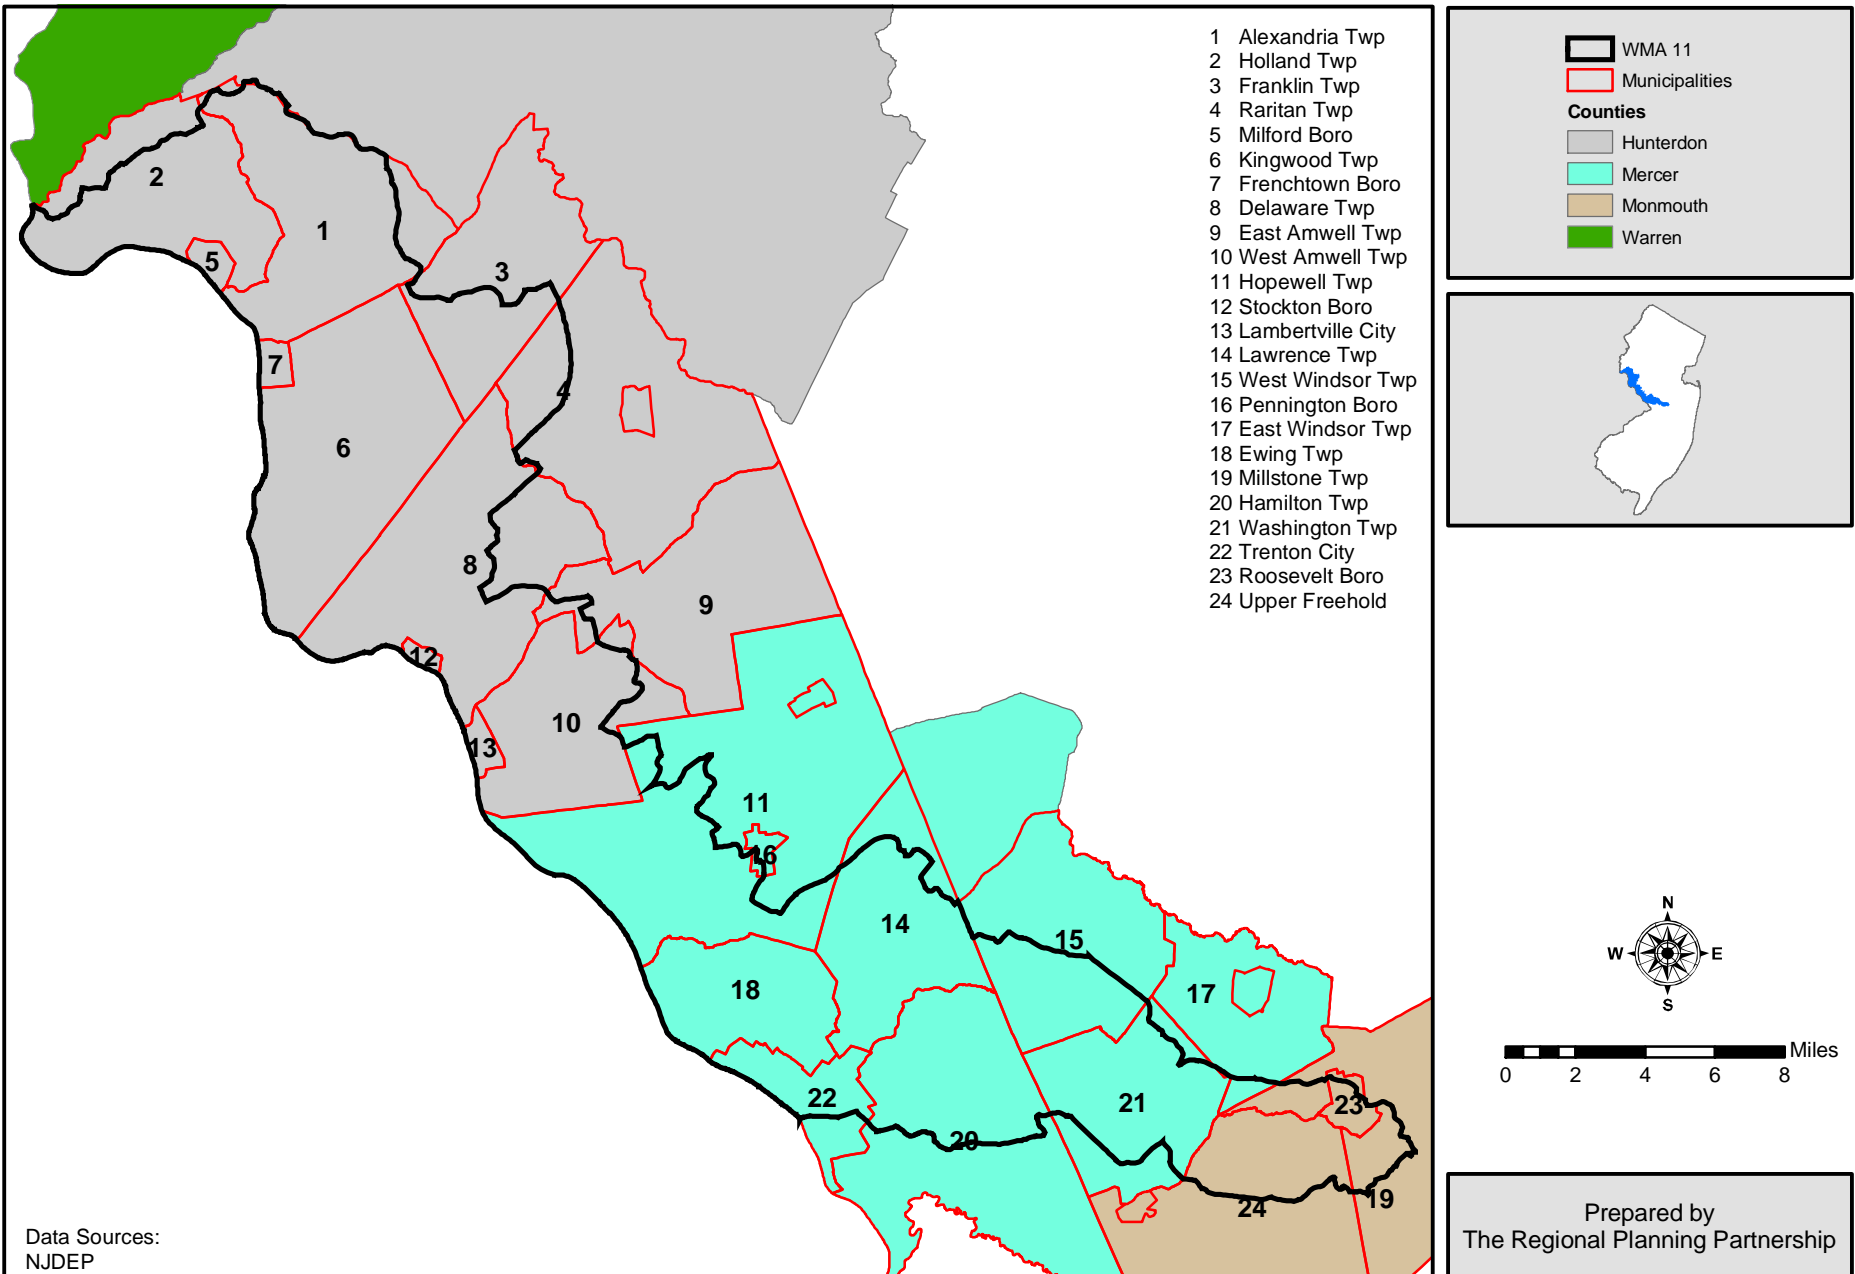 1 Alexandria Twp
2 Holland Twp
3 Franklin Twp
4 Raritan Twp
5 Milford Boro
6 Kingwood Twp
7 Frenchtown Boro
8 Delaware Twp
9 East Amwell Twp
10 West Amwell Twp
11 Hopewell Twp
12 Stockton Boro
13 Lambertville City
14 Lawrence Twp
15 West Windsor Twp
16 Pennington Boro
17 East Windsor Twp
18 Ewing Twp
19 Millstone Twp
20 Hamilton Twp
21 Washington Twp
22 Trenton City
23 Roosevelt Boro
24 Upper Freehold
2
1
5
3
7
4
6
8
9
12
10
13
11
16
14
15
18
17
22
21
23
20
24
19
Data Sources:
NJDEP
WMA 11
Municipalities
Counties
Hunterdon
Mercer
Monmouth
Warren
N
W E
S
Miles
0 2 4 6 8
Prepared by
The Regional Planning Partnership